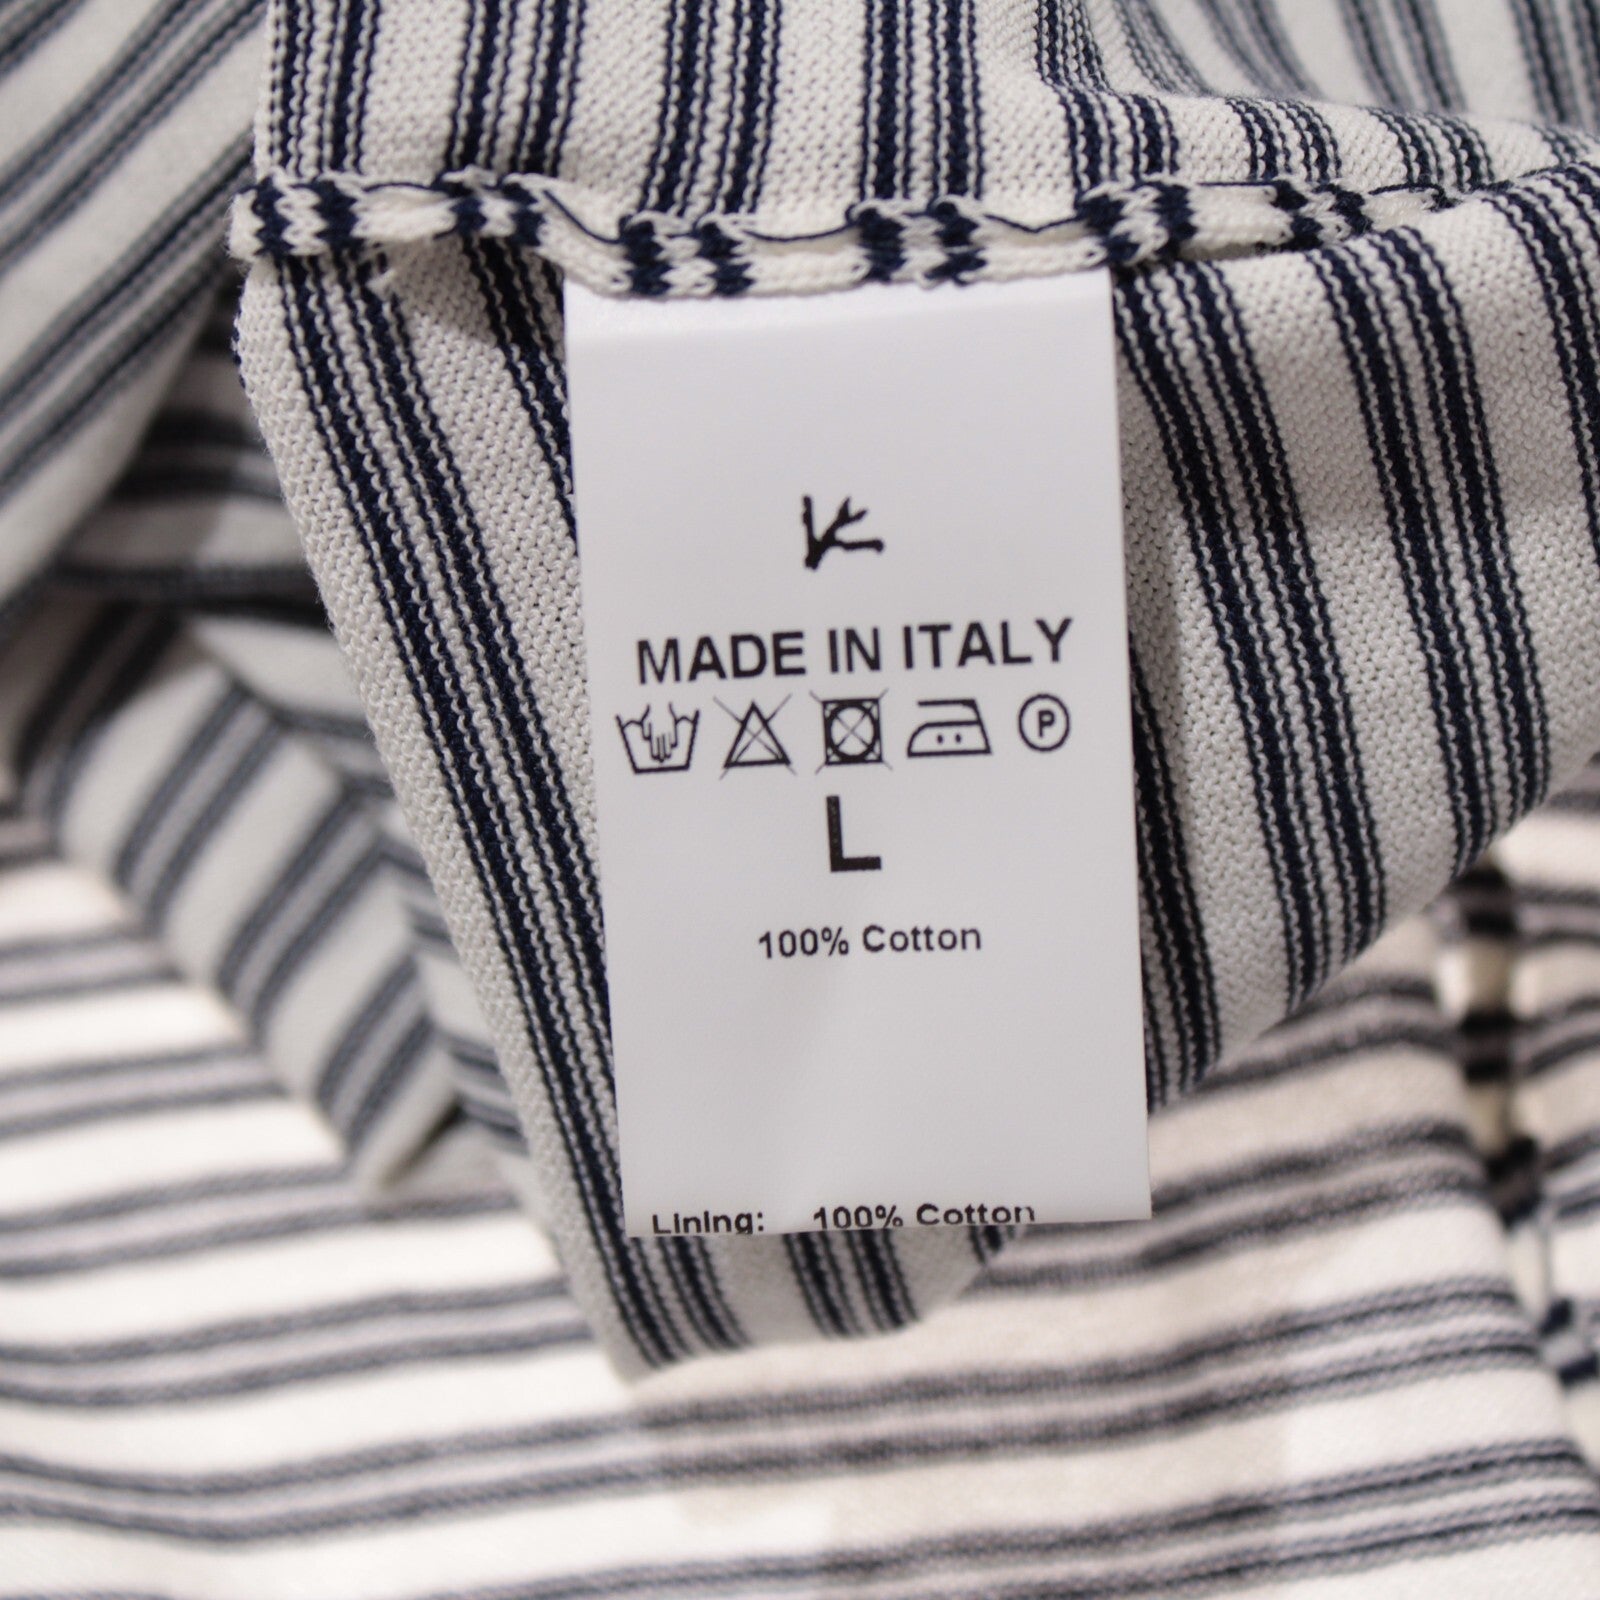 MADE IN ITALY
P
L
100% Cotton
Lining: 100% Cotton